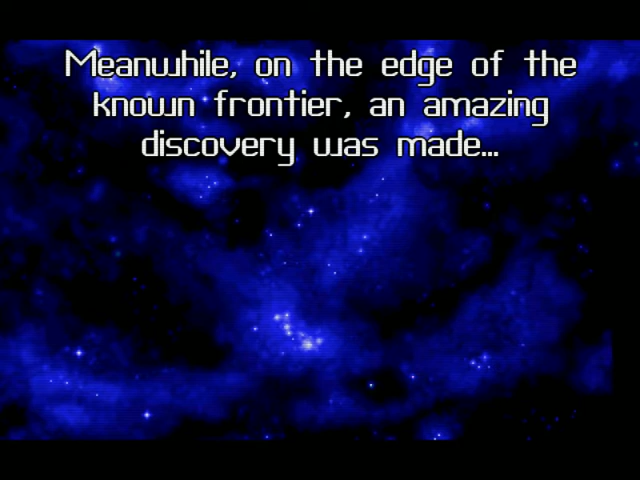 Meanwhile, on the edge of the
known frontier, an amazing
discovery was made...